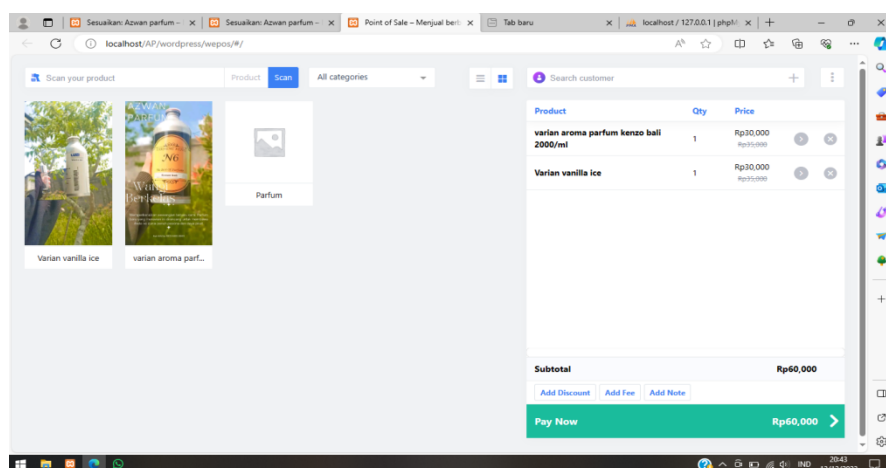 Sesuaikan: Azwan parfum –
Sesuaikan: Azwan parfum –
Point of Sale – Menjual berb
Tab baru
localhost / 127.0.0.1 | phpM
localhost/AP/wordpress/wepos/#/
Scan your product
Product
Scan
All categories
Search customer
Product Qty Price
varian aroma parfum kenzo bali 2000/ml
1
Rp30,000
Rp35,000
Varian vanilla ice
1
Rp30,000
Rp35,000
AZWAN
PARFUM
N6
Wangi
Berkelas
Varian vanilla ice
varian aroma parf...
Parfum
Subtotal Rp60,000
Add Discount
Add Fee
Add Note
Pay Now Rp60,000
IND
20:43